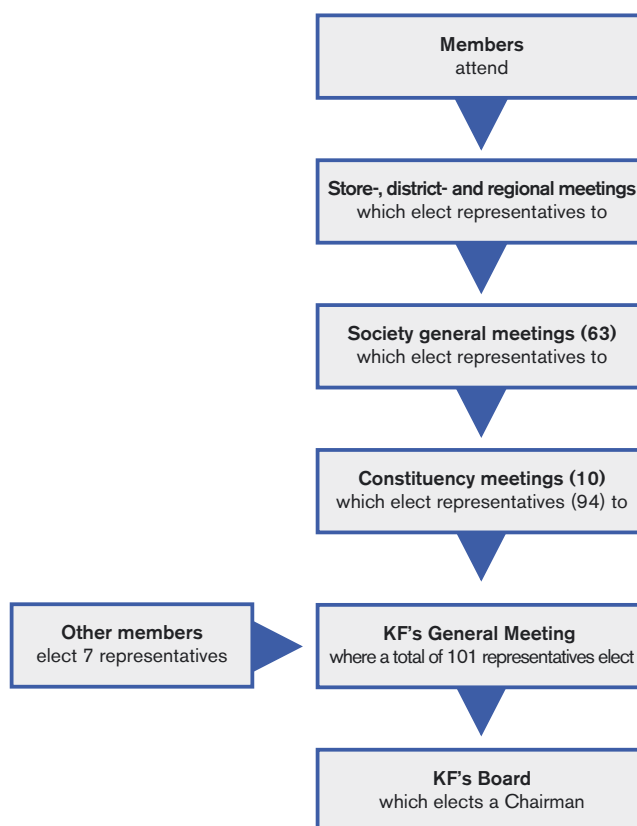 Members
attend
Store-, district- and regional meetings
which elect representatives to
Society general meetings (63)
which elect representatives to
Constituency meetings (10)
which elect representatives (94) to
Other members
elect 7 representatives
KF's General Meeting
where a total of 101 representatives elect
KF's Board
which elects a Chairman